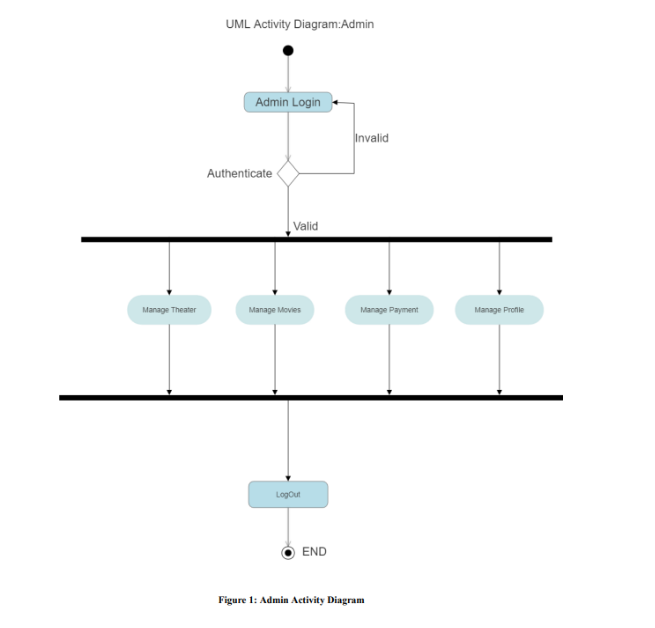 UML Activity Diagram:Admin
Admin Login
Invalid
Authenticate
Valid
Manage Theater
Manage Movies
Manage Payment
Manage Profile
LogOut
END
Figure 1: Admin Activity Diagram